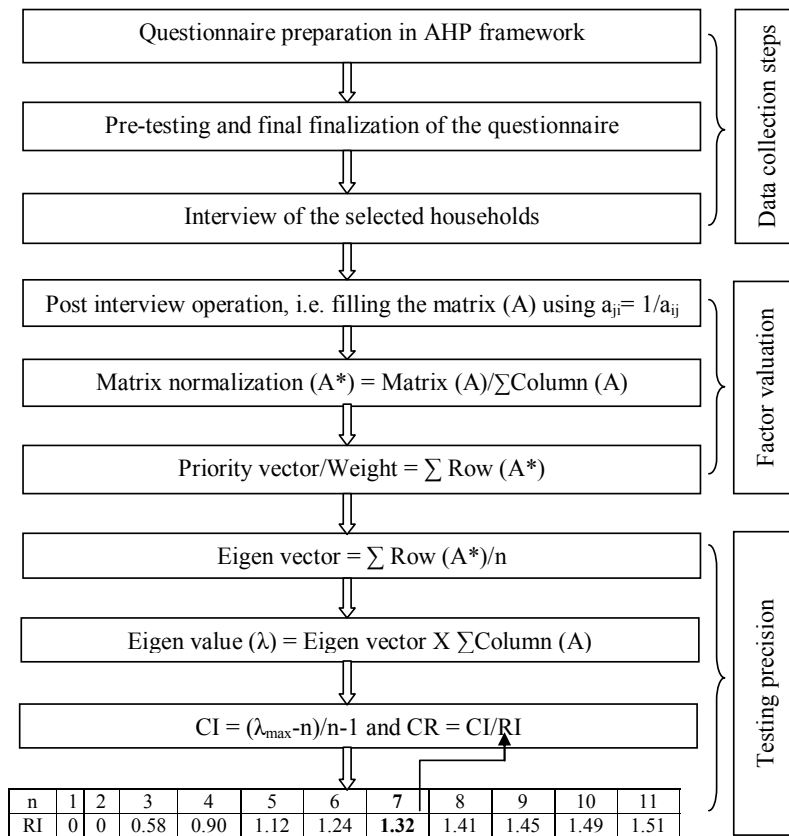 Questionnaire preparation in AHP framework
Pre-testing and final finalization of the questionnaire
Interview of the selected households
Data collection steps
Post interview operation, i.e. filling the matrix (A) using aji= 1/aij
Matrix normalization (A*) = Matrix (A)/∑Column (A)
Priority vector/Weight = ∑ Row (A*)
Factor valuation
Eigen vector = ∑ Row (A*)/n
Eigen value (λ) = Eigen vector X ∑Column (A)
CI = (λmax-n)/n-1 and CR = CI/RI
Testing precision
n 1 2 3 4 5 6 7 8 9 10 11
RI 0 0 0.58 0.90 1.12 1.24 1.32 1.41 1.45 1.49 1.51